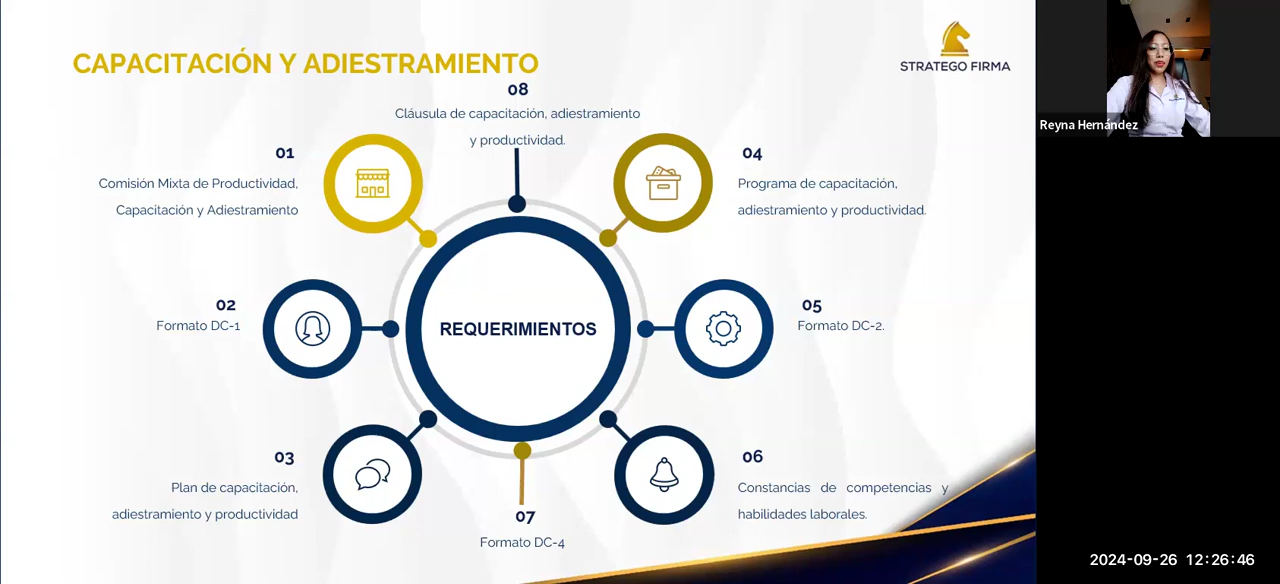 CAPACITACIÓN Y ADIESTRAMIENTO
STRATEGO FIRMA
08
Cláusula de capacitación, adiestramiento
y productividad.
01
Comisión Mixta de Productividad,
Capacitación y Adiestramiento
04
Programa de capacitación,
adiestramiento y productividad.
02
Formato DC-1
REQUERIMIENTOS
05
Formato DC-2.
03
Plan de capacitación,
adiestramiento y productividad
06
Constancias de competencias y
habilidades laborales.
07
Formato DC-4
Reyna Hernández
2024-09-26 12:26:46